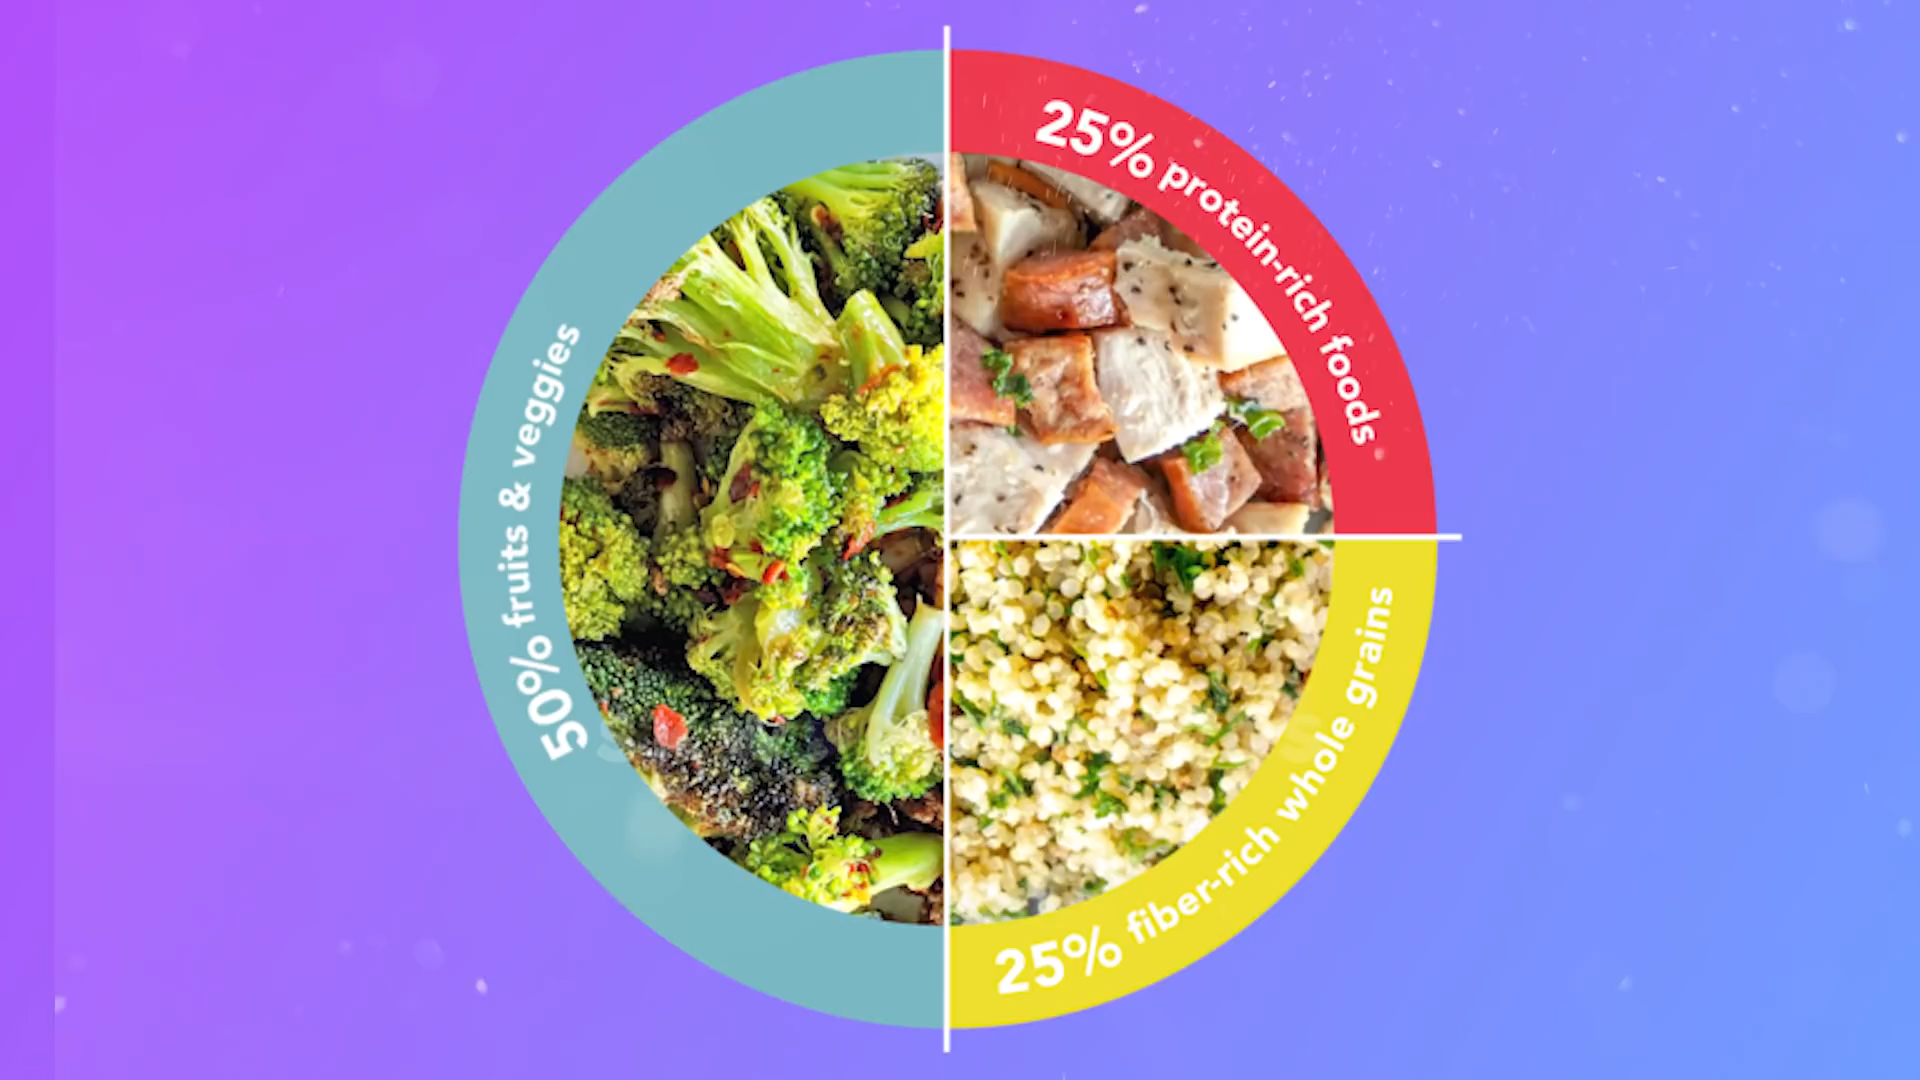 50% fruits & veggies
25% protein-rich foods
25% fiber-rich whole grains